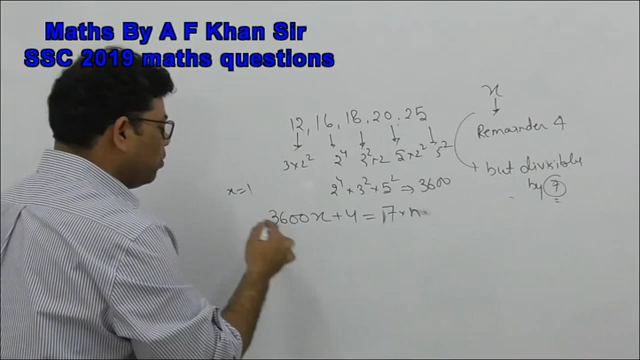 Maths By A F Khan Sir
SSC 2019 maths questions
x
12, 16, 18, 20, 25
Remainder 4
3×2² 2⁴ 3²×2 5×2² 5²
+ but divisible
by 7
x=1
2⁴×3²×5² ⇒ 3600
3600x+4 = 17×n